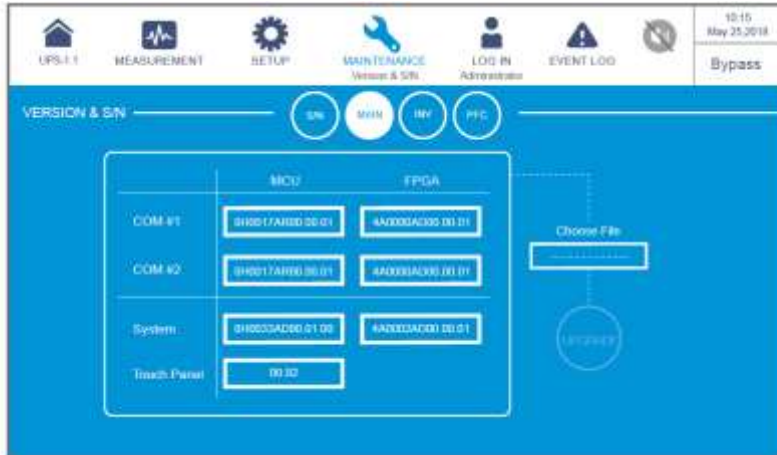 10:15
May 25,2018
UPS-1.1
MEASUREMENT
SETUP
MAINTENANCE
Version & S/N
LOG IN
Administrator
EVENT LOG
Bypass
VERSION & S/N
S/N
MAIN
INV
PFC
MCU
FPGA
COM #1
Choose File
COM #2
System
Touch Panel
00.02
UPGRADE